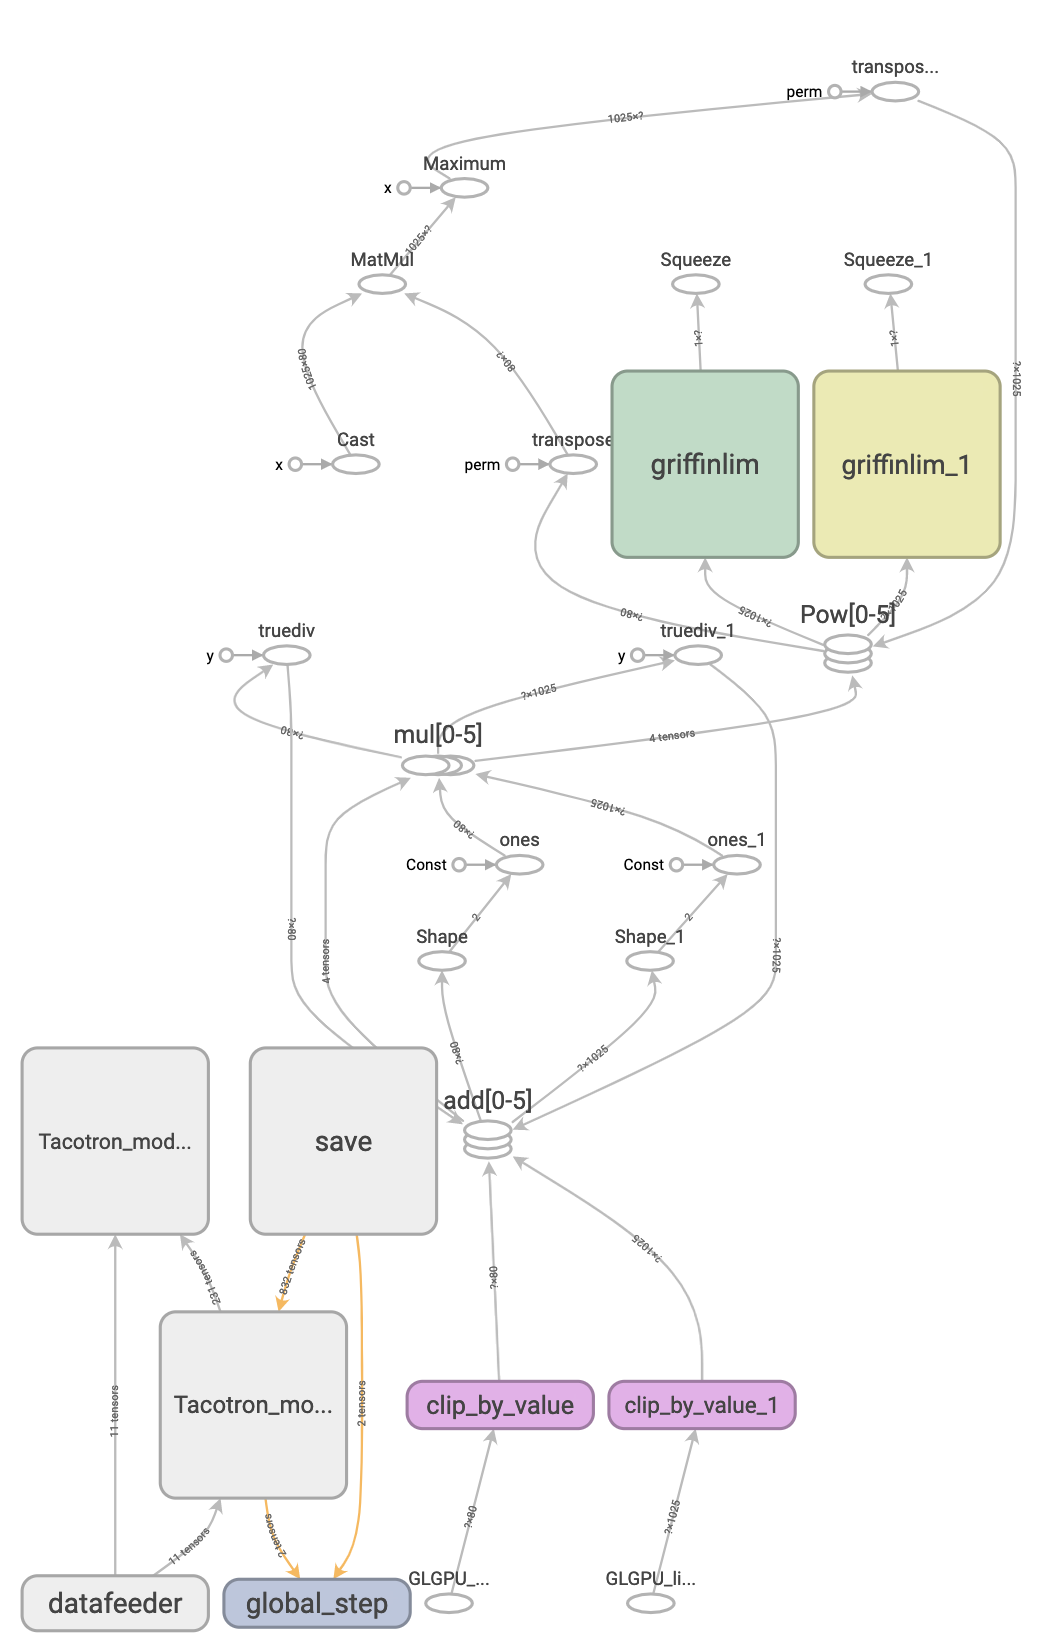 transpos...
perm
1025×?
Maximum
x
1025×?
MatMul
Squeeze
Squeeze_1
?×1
?×1
1025×80
80×?
?×1025
Cast
x
transpose
perm
griffinlim
griffinlim_1
?×80
?×1025
?×1025
Pow[0-5]
truediv
y
truediv_1
y
?×1025
?×80
mul[0-5]
4 tensors
?×1025
?×80
ones
Const
ones_1
Const
2
2
?×80
4 tensors
Shape
Shape_1
?×1025
?×80
?×1025
add[0-5]
Tacotron_mod...
save
832 tensors
231 tensors
?×80
?×1025
Tacotron_mo...
11 tensors
2 tensors
clip_by_value
clip_by_value_1
?×80
?×1025
2 tensors
11 tensors
GLGPU_...
GLGPU_li...
datafeeder
global_step